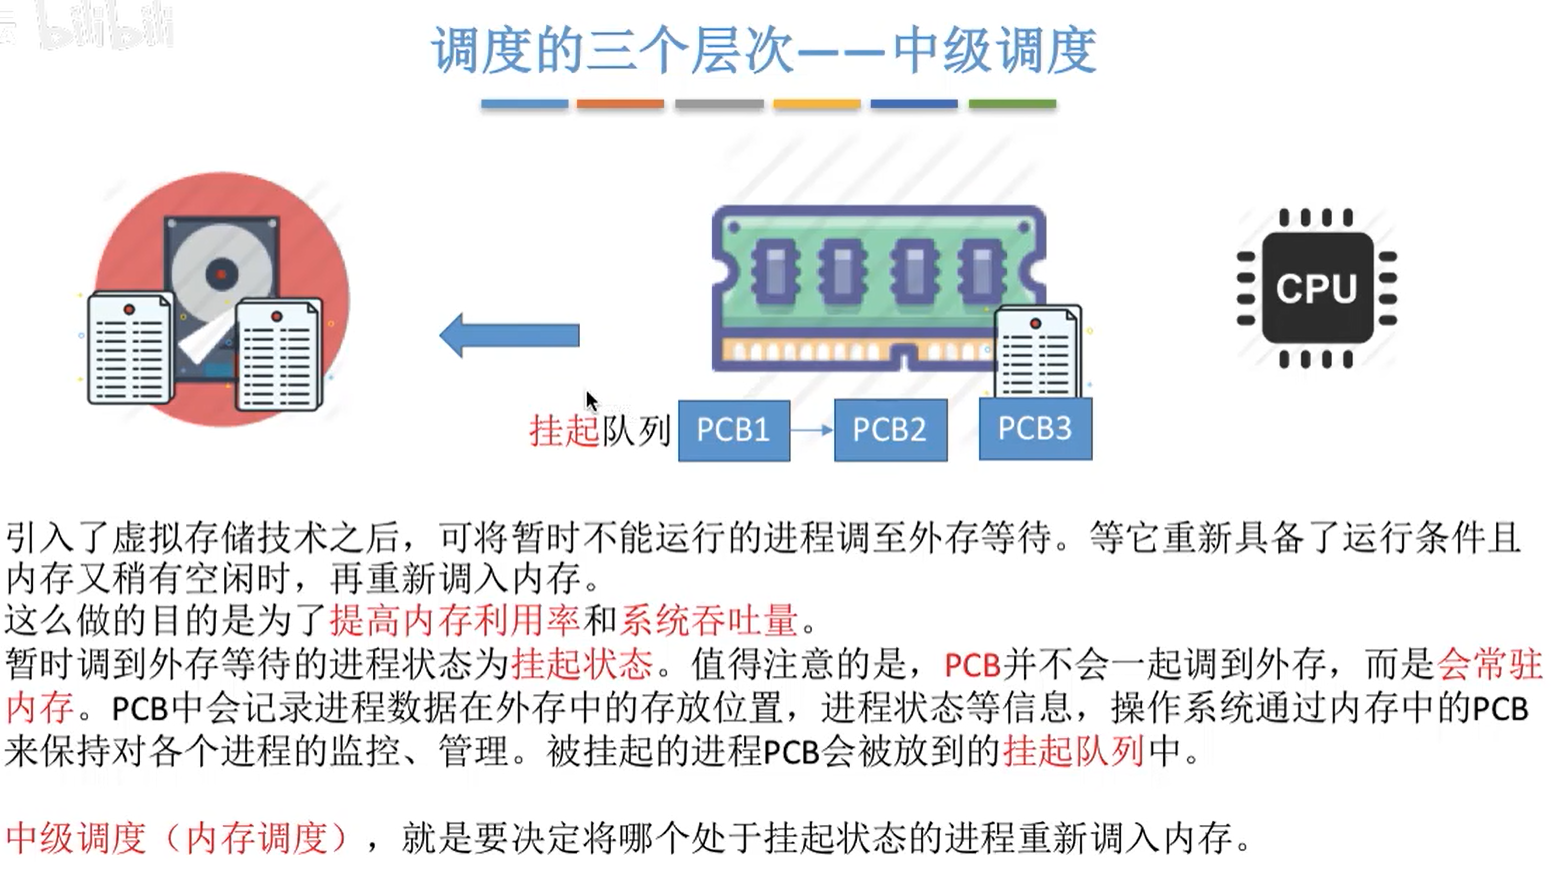 bilibili
调度的三个层次——中级调度
CPU
挂起队列 PCB1 PCB2 PCB3
引入了虚拟存储技术之后，可将暂时不能运行的进程调至外存等待。等它重新具备了运行条件且
内存又稍有空闲时，再重新调入内存。
这么做的目的是为了提高内存利用率和系统吞吐量。
暂时调到外存等待的进程状态为挂起状态。值得注意的是，PCB并不会一起调到外存，而是会常驻
内存。PCB中会记录进程数据在外存中的存放位置，进程状态等信息，操作系统通过内存中的PCB
来保持对各个进程的监控、管理。被挂起的进程PCB会被放到的挂起队列中。
中级调度（内存调度），就是要决定将哪个处于挂起状态的进程重新调入内存。